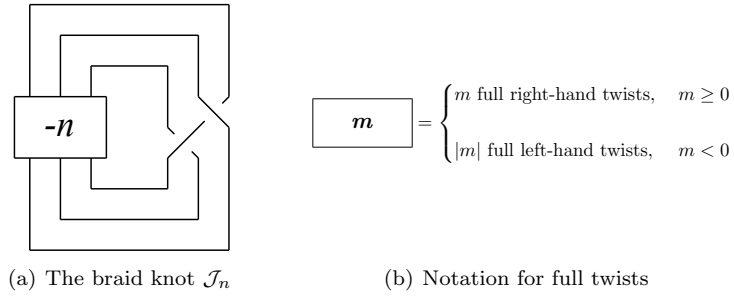 -n
m = { m full right-hand twists, m ≥ 0
|m| full left-hand twists, m < 0
(a) The braid knot 𝒥ₙ
(b) Notation for full twists